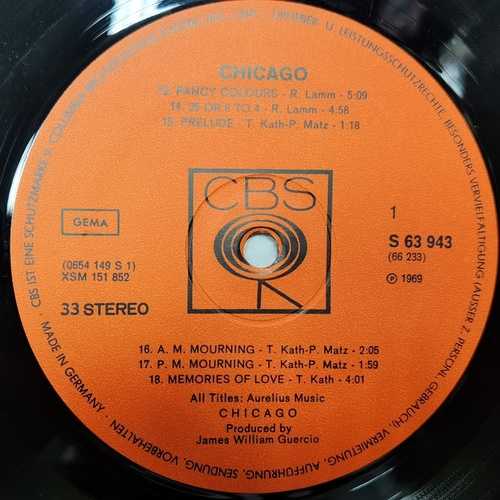 CHICAGO
13. FANCY COLOURS - R. Lamm - 5:09
14. 25 OR 6 TO 4 - R. Lamm - 4:58
15. PRELUDE - T. Kath-P. Matz - 1:18
CBS
GEMA
1
S 63 943
(66 233)
(0654 149 S 1)
XSM 151 852
℗ 1969
33 STEREO
16. A. M. MOURNING - T. Kath-P. Matz - 2:05
17. P. M. MOURNING - T. Kath-P. Matz - 1:59
18. MEMORIES OF LOVE - T. Kath - 4:01
All Titles: Aurelius Music
CHICAGO
Produced by
James William Guercio
MADE IN GERMANY · CBS IST EINE SCHUTZMARKE
U. LEISTUNGSSCHUTZRECHTE, BESONDERE VERVIELFÄLTIGUNG (AUSSER Z. PERSÖNL. GEBRAUCH), VERMIETUNG, AUFFÜHRUNG, SENDUNG, VORBEHALTEN.